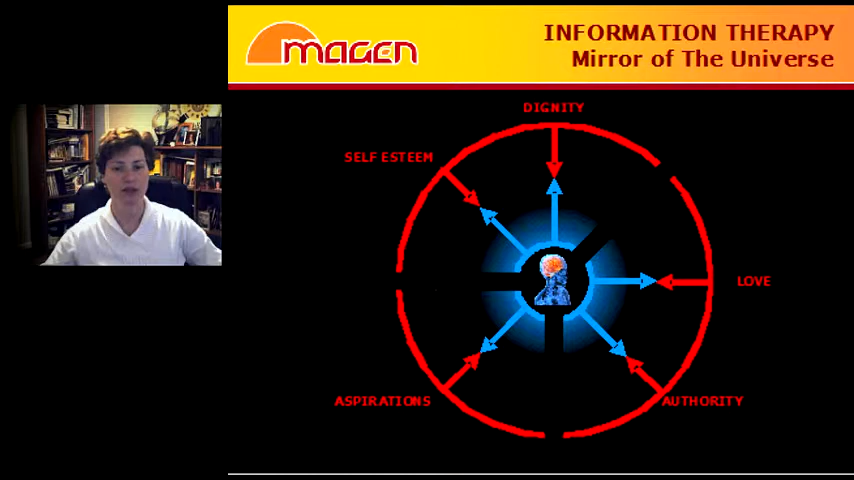 magen
INFORMATION THERAPY
Mirror of The Universe
DIGNITY
SELF ESTEEM
LOVE
ASPIRATIONS
AUTHORITY